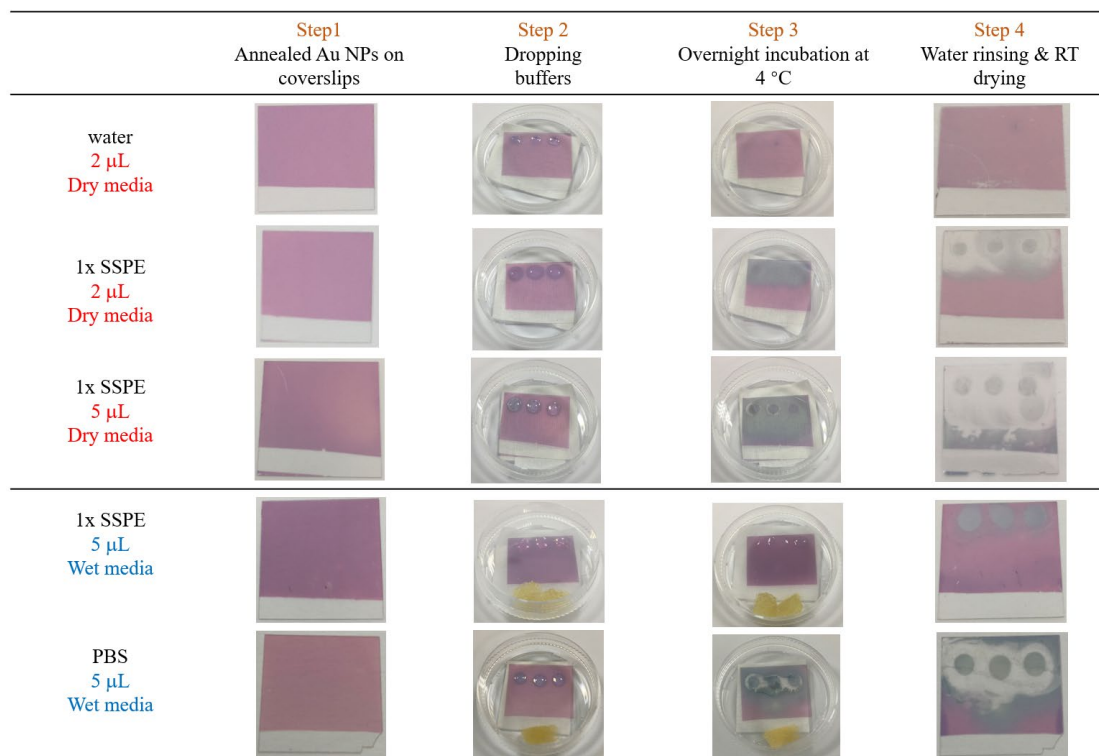 Step1
Annealed Au NPs on
coverslips
Step 2
Dropping
buffers
Step 3
Overnight incubation at
4 °C
Step 4
Water rinsing & RT
drying
water
2 μL
Dry media
1x SSPE
2 μL
Dry media
1x SSPE
5 μL
Dry media
1x SSPE
5 μL
Wet media
PBS
5 μL
Wet media